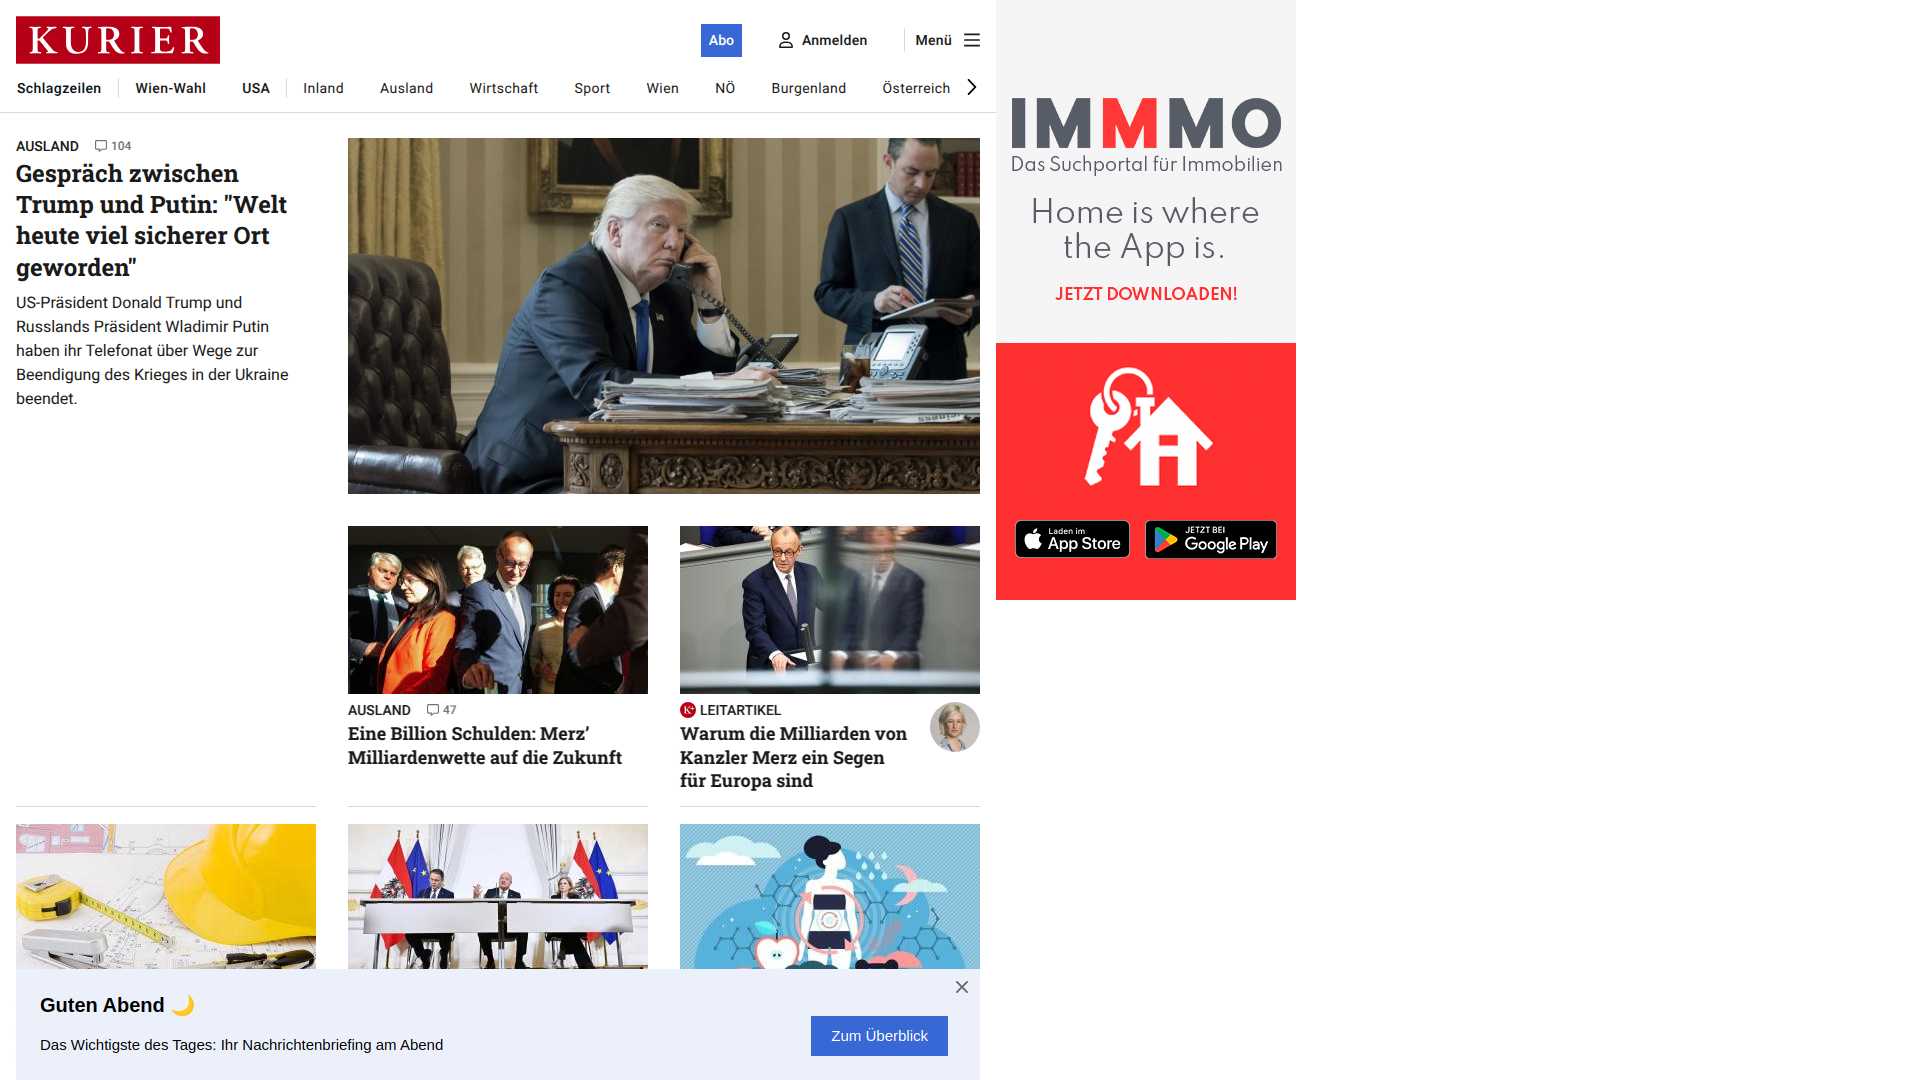 KURIER
Abo
Anmelden
Menü
Schlagzeilen
Wien-Wahl
USA
Inland
Ausland
Wirtschaft
Sport
Wien
NÖ
Burgenland
Österreich
AUSLAND 104
Gespräch zwischen
Trump und Putin: "Welt
heute viel sicherer Ort
geworden"
US-Präsident Donald Trump und
Russlands Präsident Wladimir Putin
haben ihr Telefonat über Wege zur
Beendigung des Krieges in der Ukraine
beendet.
AUSLAND 47
Eine Billion Schulden: Merz’
Milliardenwette auf die Zukunft
K+ LEITARTIKEL
Warum die Milliarden von
Kanzler Merz ein Segen
für Europa sind
Guten Abend
Das Wichtigste des Tages: Ihr Nachrichtenbriefing am Abend
Zum Überblick
IMMMO
Das Suchportal für Immobilien
Home is where
the App is.
JETZT DOWNLOADEN!
Laden im
App Store
JETZT BEI
Google Play